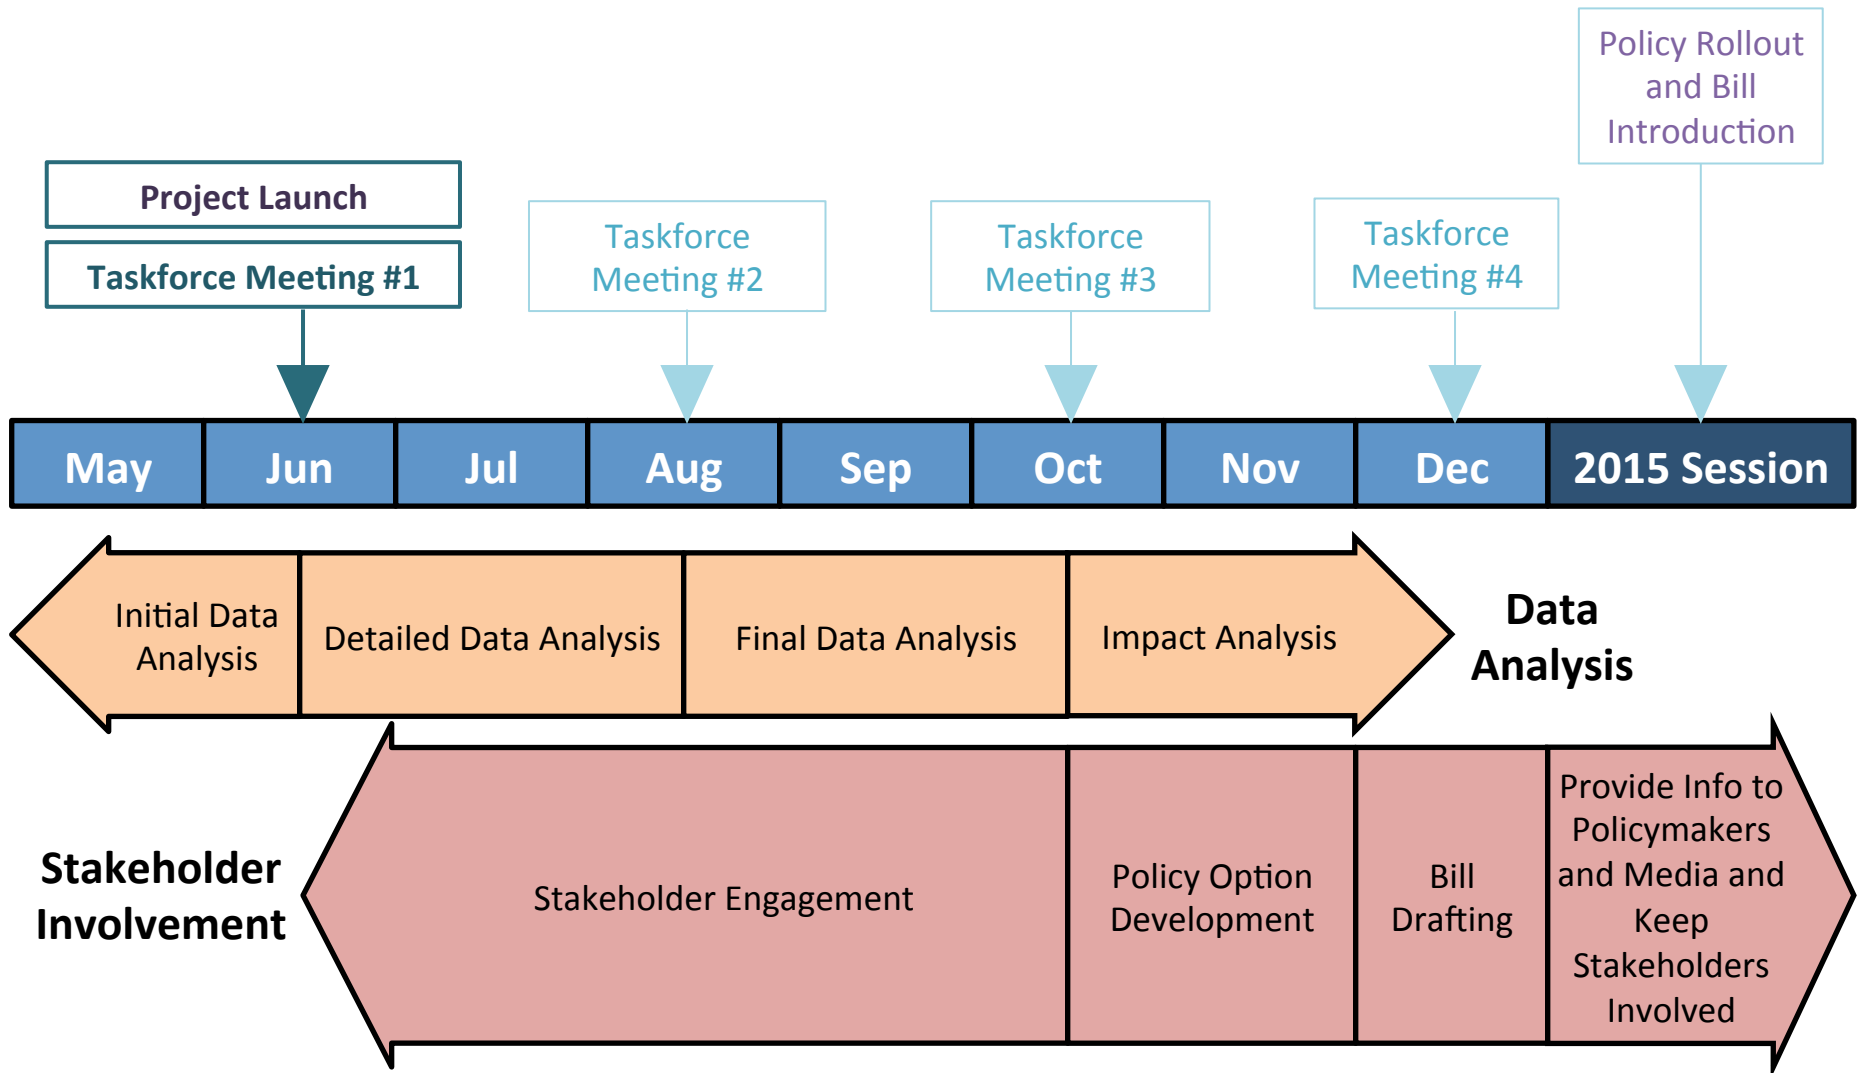 Policy Rollout
and Bill
Introduction
Project Launch
Taskforce Meeting #1
Taskforce
Meeting #2
Taskforce
Meeting #3
Taskforce
Meeting #4
May
Jun
Jul
Aug
Sep
Oct
Nov
Dec
2015 Session
Initial Data
Analysis
Detailed Data Analysis
Final Data Analysis
Impact Analysis
Data
Analysis
Stakeholder
Involvement
Stakeholder Engagement
Policy Option
Development
Bill
Drafting
Provide Info to
Policymakers
and Media and
Keep
Stakeholders
Involved